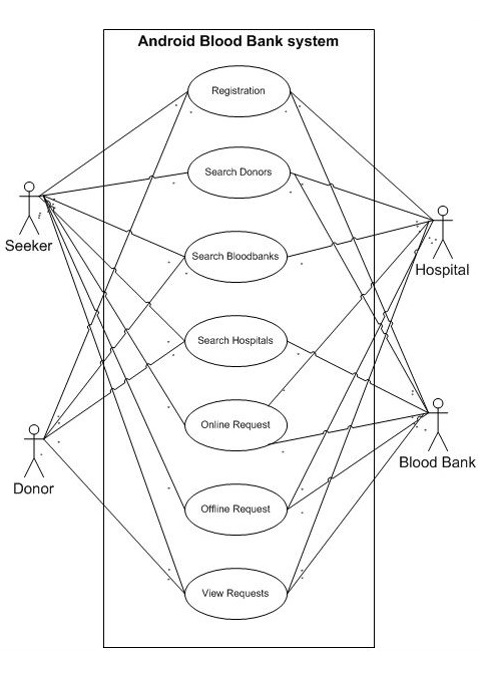 Android Blood Bank system
Registration
Search Donors
Seeker
Hospital
Search Bloodbanks
Search Hospitals
Online Request
Donor
Blood Bank
Offline Request
View Requests